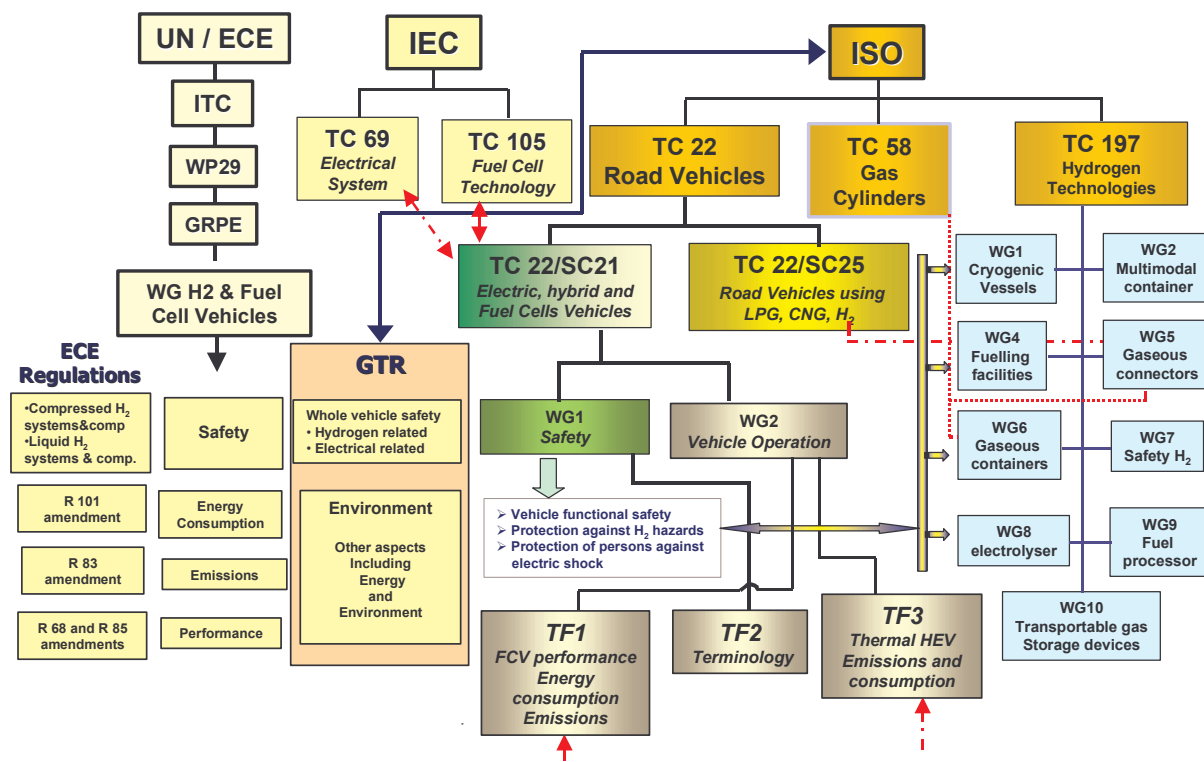 UN / ECE
ITC
WP29
GRPE
WG H2 & Fuel
Cell Vehicles
ECE
Regulations
•Compressed H2
systems&comp
•Liquid H2
systems & comp.
Safety
R 101
amendment
Energy
Consumption
R 83
amendment
Emissions
R 68 and R 85
amendments
Performance
GTR
Whole vehicle safety
• Hydrogen related
• Electrical related
Environment
Other aspects
Including
Energy
and
Environment
IEC
TC 69
Electrical
System
TC 105
Fuel Cell
Technology
ISO
TC 22
Road Vehicles
TC 58
Gas
Cylinders
TC 197
Hydrogen
Technologies
TC 22/SC21
Electric, hybrid and
Fuel Cells Vehicles
TC 22/SC25
Road Vehicles using
LPG, CNG, H2
WG1
Safety
WG2
Vehicle Operation
➢ Vehicle functional safety
➢ Protection against H2 hazards
➢ Protection of persons against
electric shock
TF1
FCV performance
Energy
consumption
Emissions
TF2
Terminology
TF3
Thermal HEV
Emissions and
consumption
WG1
Cryogenic
Vessels
WG2
Multimodal
container
WG4
Fuelling
facilities
WG5
Gaseous
connectors
WG6
Gaseous
containers
WG7
Safety H2
WG8
electrolyser
WG9
Fuel
processor
WG10
Transportable gas
Storage devices